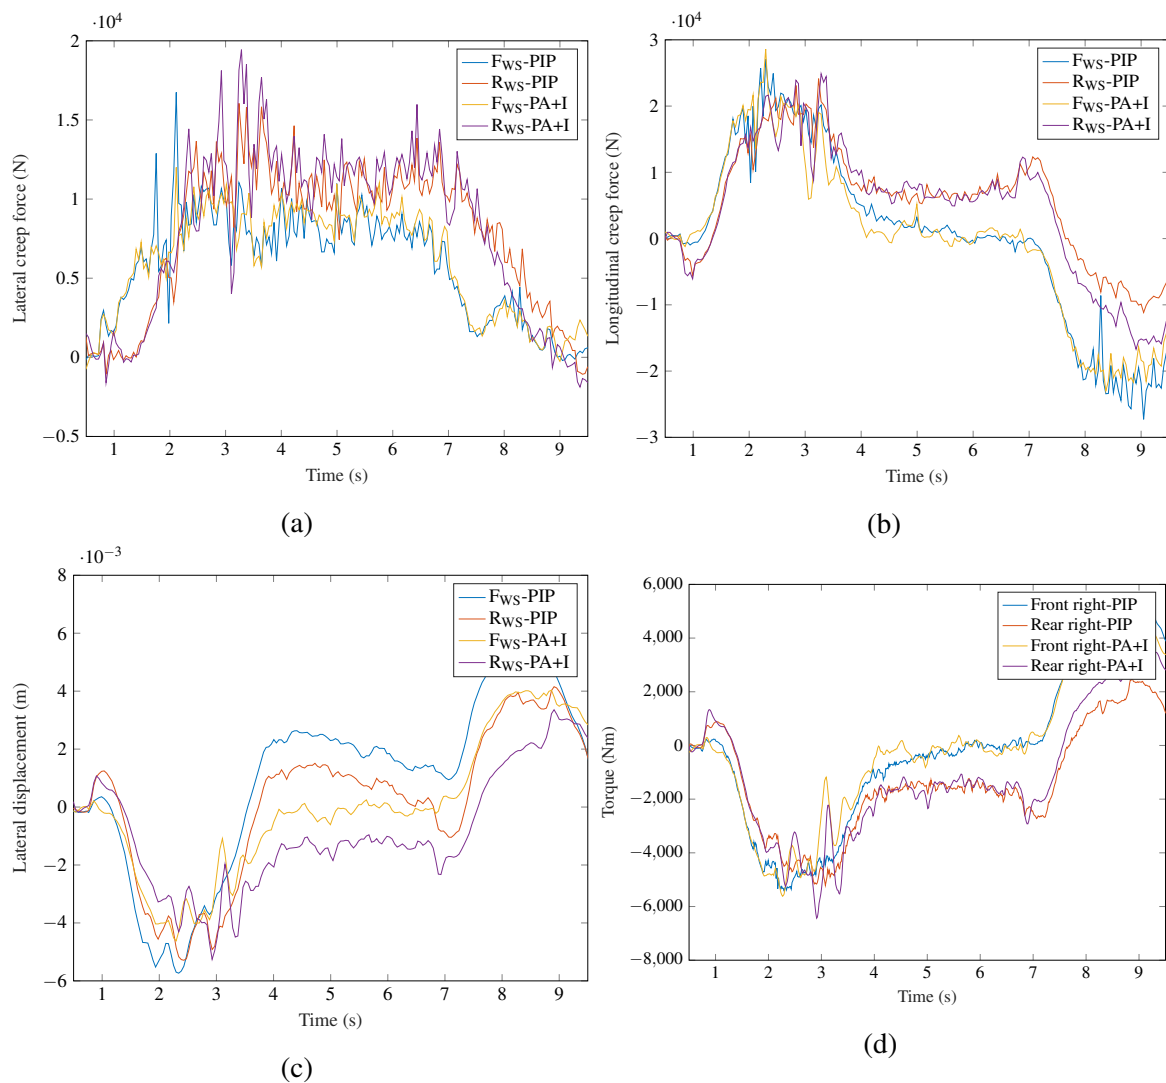 ·10⁴
2
1.5
1
0.5
0
−0.5
Lateral creep force (N)
F_WS-PIP
R_WS-PIP
F_WS-PA+I
R_WS-PA+I
1 2 3 4 5 6 7 8 9
Time (s)
(a)
·10⁴
3
2
1
0
−1
−2
−3
Longitudinal creep force (N)
F_WS-PIP
R_WS-PIP
F_WS-PA+I
R_WS-PA+I
1 2 3 4 5 6 7 8 9
Time (s)
(b)
·10⁻³
8
6
4
2
0
−2
−4
−6
Lateral displacement (m)
F_WS-PIP
R_WS-PIP
F_WS-PA+I
R_WS-PA+I
1 2 3 4 5 6 7 8 9
Time (s)
(c)
6,000
4,000
2,000
0
−2,000
−4,000
−6,000
−8,000
Torque (Nm)
Front right-PIP
Rear right-PIP
Front right-PA+I
Rear right-PA+I
1 2 3 4 5 6 7 8 9
Time (s)
(d)